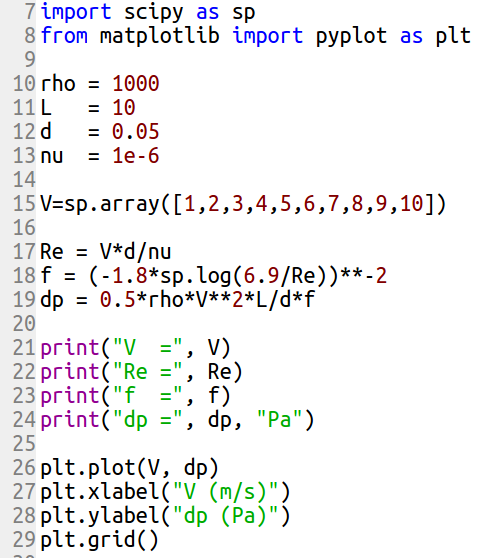 7 import scipy as sp
8 from matplotlib import pyplot as plt
9
10 rho = 1000
11 L   = 10
12 d   = 0.05
13 nu  = 1e-6
14
15 V=sp.array([1,2,3,4,5,6,7,8,9,10])
16
17 Re = V*d/nu
18 f = (-1.8*sp.log(6.9/Re))**-2
19 dp = 0.5*rho*V**2*L/d*f
20
21 print("V  =", V)
22 print("Re =", Re)
23 print("f  =", f)
24 print("dp =", dp, "Pa")
25
26 plt.plot(V, dp)
27 plt.xlabel("V (m/s)")
28 plt.ylabel("dp (Pa)")
29 plt.grid()